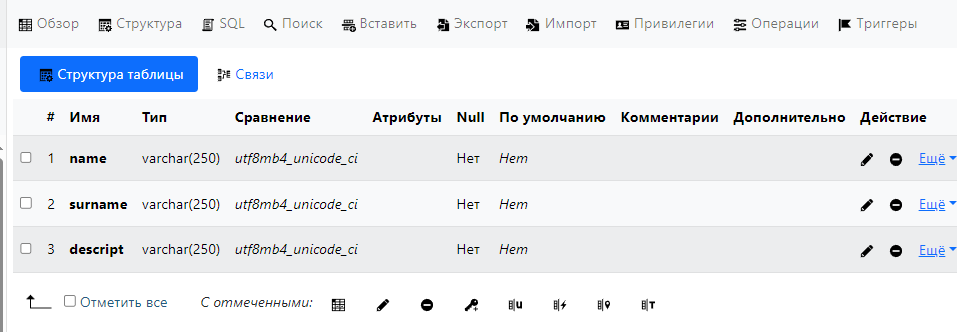 Обзор Структура SQL Поиск Вставить Экспорт Импорт Привилегии Операции Триггеры
Структура таблицы Связи
# Имя Тип Сравнение Атрибуты Null По умолчанию Комментарии Дополнительно Действие
1 name varchar(250) utf8mb4_unicode_ci Нет Нет Ещё
2 surname varchar(250) utf8mb4_unicode_ci Нет Нет Ещё
3 descript varchar(250) utf8mb4_unicode_ci Нет Нет Ещё
Отметить все С отмеченными: